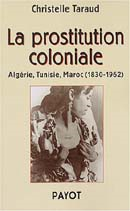 Christelle Taraud
La prostitution
coloniale
Algérie, Tunisie, Maroc (1830-1962)
PAYOT